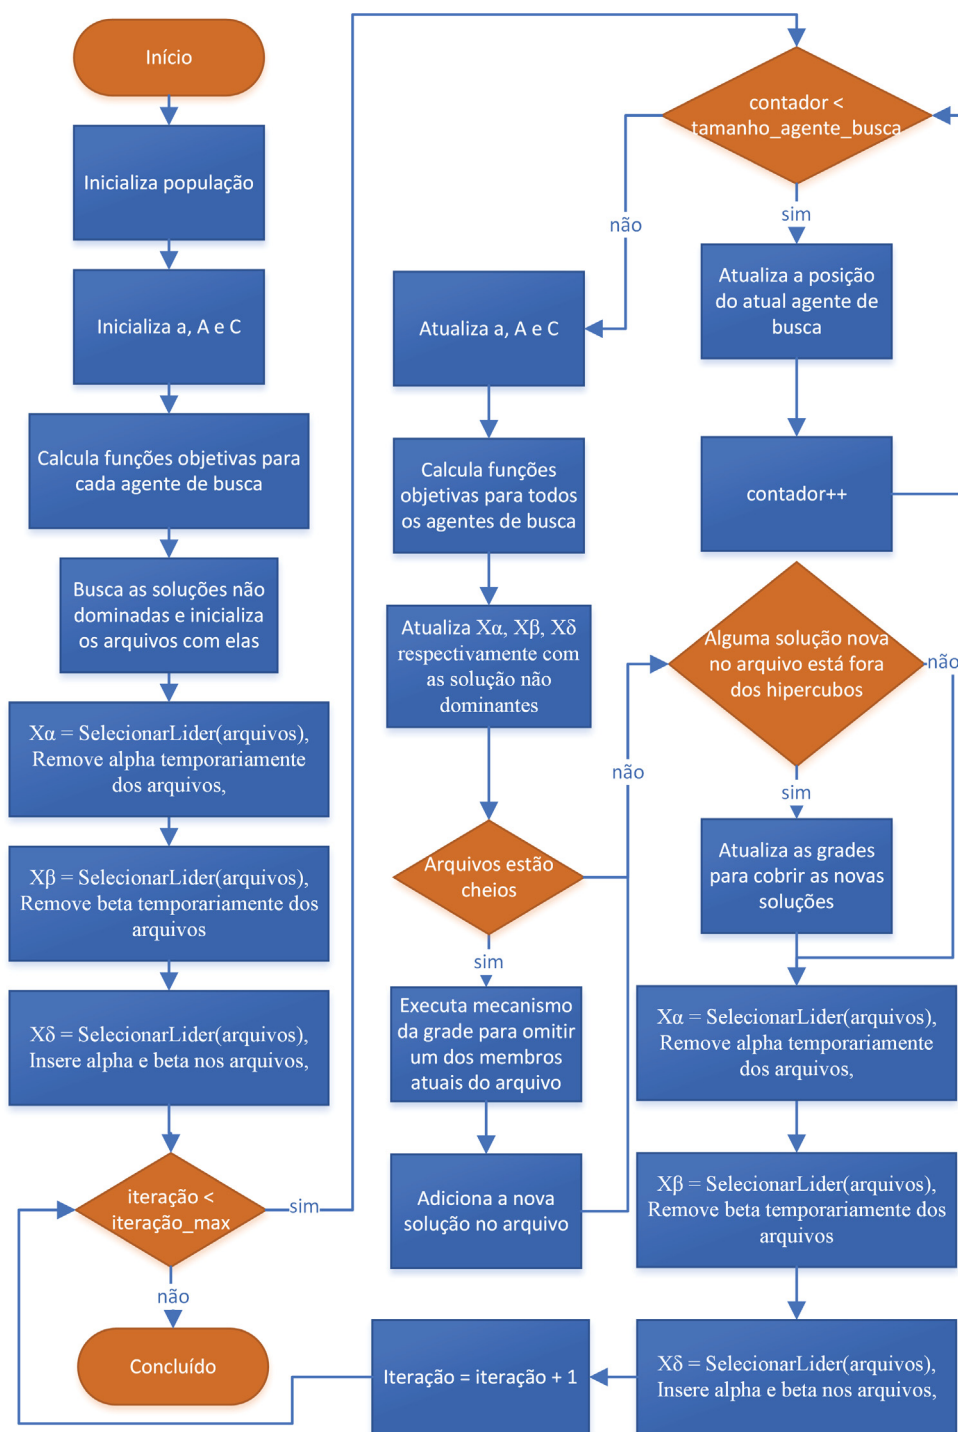 Início
Inicializa população
Inicializa a, A e C
Calcula funções objetivas para
cada agente de busca
Busca as soluções não
dominadas e inicializa
os arquivos com elas
Xα = SelecionarLider(arquivos),
Remove alpha temporariamente
dos arquivos,
Xβ = SelecionarLider(arquivos),
Remove beta temporariamente dos
arquivos
Xδ = SelecionarLider(arquivos),
Insere alpha e beta nos arquivos,
iteração <
iteração_max
sim
não
Concluído
contador <
tamanho_agente_busca
não
sim
Atualiza a posição
do atual agente de
busca
contador++
Atualiza a, A e C
Calcula funções
objetivas para todos
os agentes de busca
Atualiza Xα, Xβ, Xδ
respectivamente com
as solução não
dominantes
Arquivos estão
cheios
não
sim
Executa mecanismo
da grade para omitir
um dos membros
atuais do arquivo
Adiciona a nova
solução no arquivo
Alguma solução nova
no arquivo está fora
dos hipercubos
não
sim
Atualiza as grades
para cobrir as novas
soluções
Xα = SelecionarLider(arquivos),
Remove alpha temporariamente
dos arquivos,
Xβ = SelecionarLider(arquivos),
Remove beta temporariamente dos
arquivos
Xδ = SelecionarLider(arquivos),
Insere alpha e beta nos arquivos,
Iteração = iteração + 1